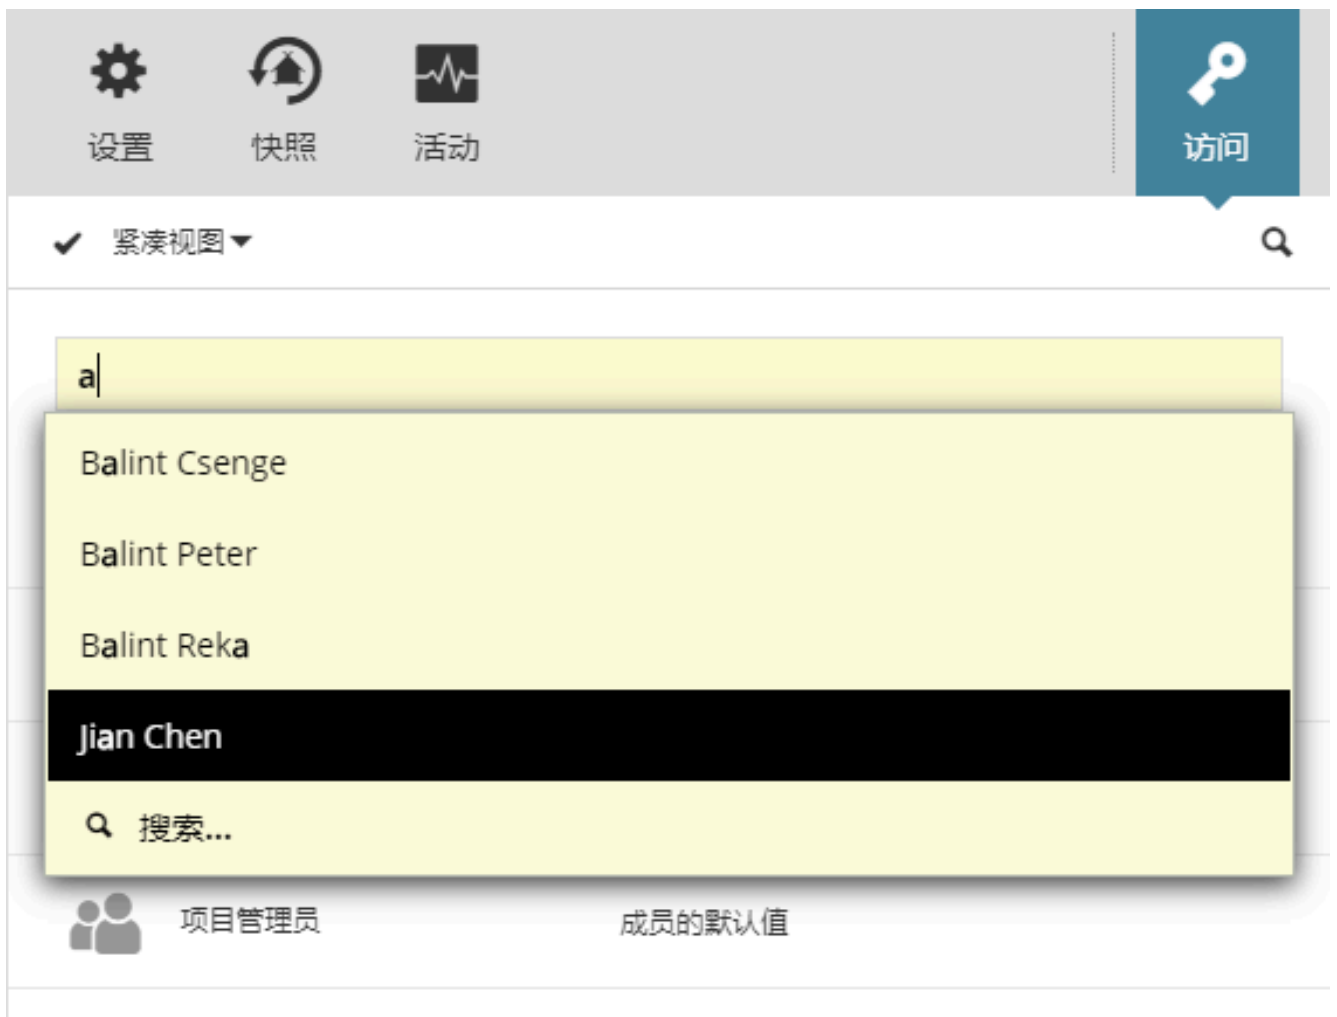 设置 快照 活动 访问
紧凑视图
a
Balint Csenge
Balint Peter
Balint Reka
Jian Chen
搜索...
项目管理员 成员的默认值